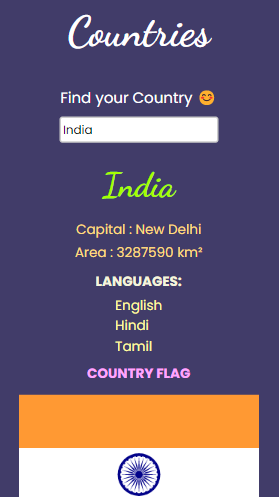 Countries
Find your Country 😊
India
India
Capital : New Delhi
Area : 3287590 km²
LANGUAGES:
English
Hindi
Tamil
COUNTRY FLAG